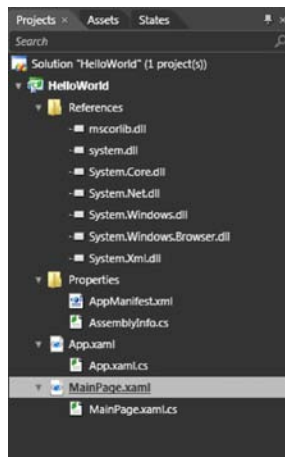 Projects × Assets States
Search
Solution "HelloWorld" (1 project(s))
HelloWorld
References
mscorlib.dll
system.dll
System.Core.dll
System.Net.dll
System.Windows.dll
System.Windows.Browser.dll
System.Xml.dll
Properties
AppManifest.xml
AssemblyInfo.cs
App.xaml
App.xaml.cs
MainPage.xaml
MainPage.xaml.cs